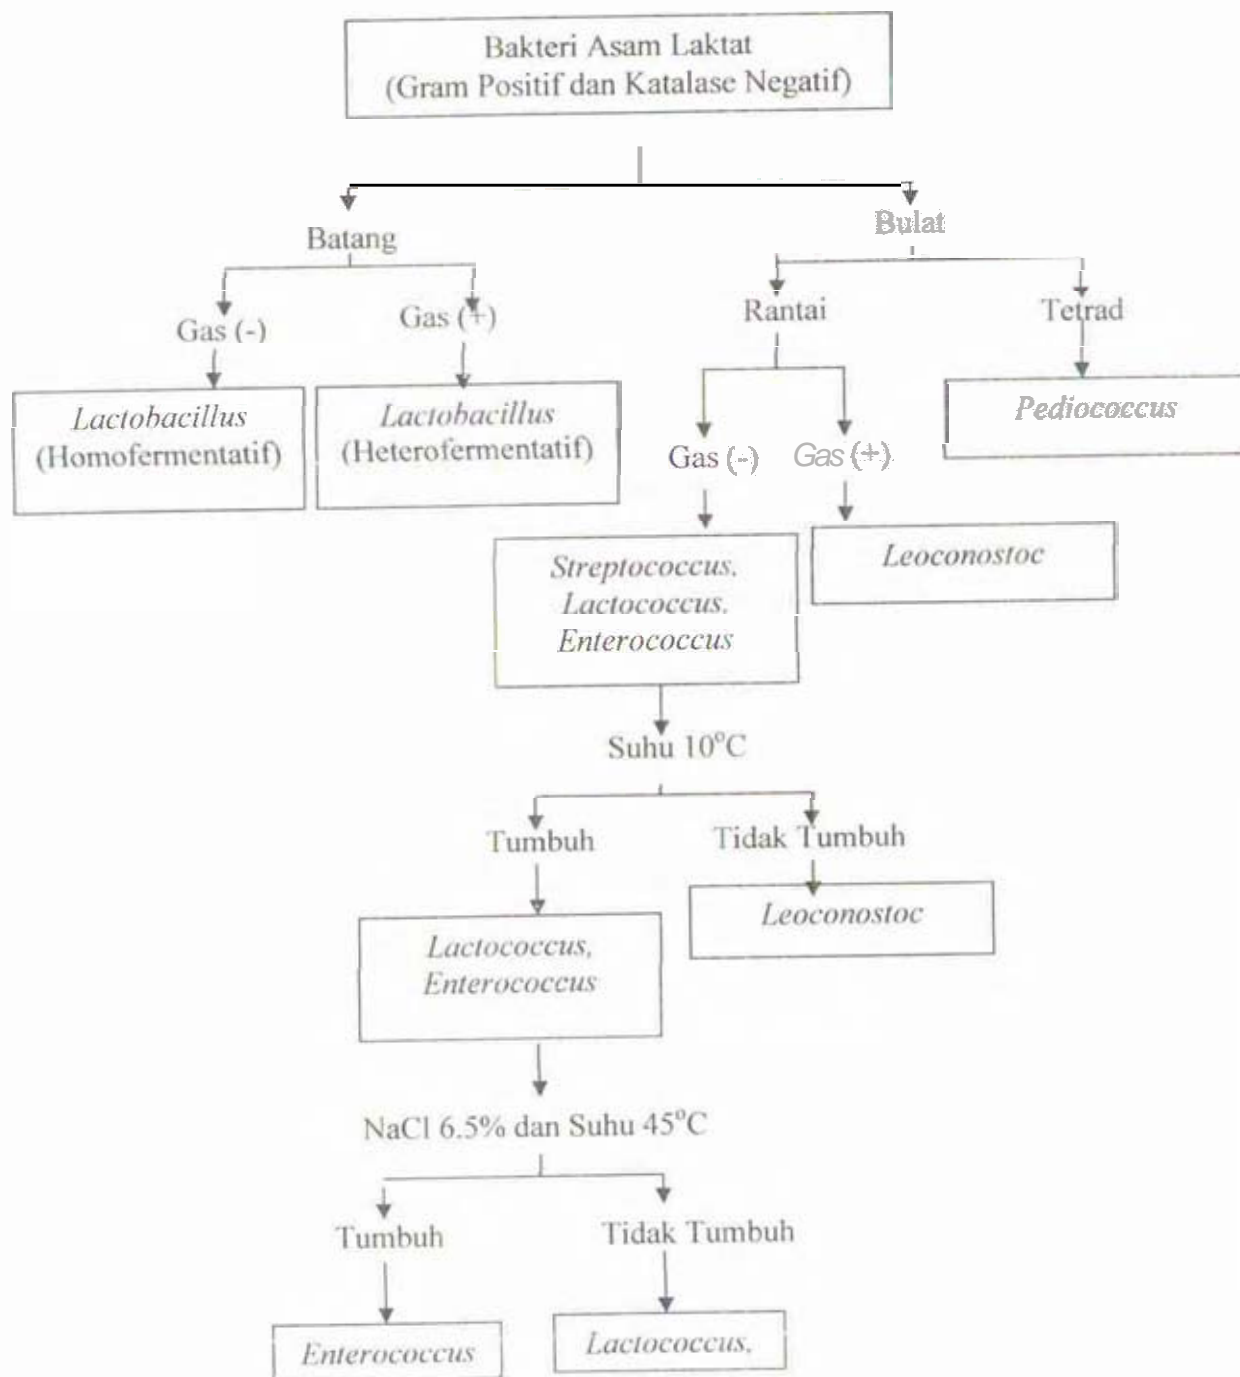 Bakteri Asam Laktat
(Gram Positif dan Katalase Negatif)
Batang
Bulat
Gas (-)
Gas (+)
Rantai
Tetrad
Lactobacillus
(Homofermentatif)
Lactobacillus
(Heterofermentatif)
Gas (-)
Gas (+)
Pediococcus
Streptococcus,
Lactococcus,
Enterococcus
Leoconostoc
Suhu 10°C
Tumbuh
Tidak Tumbuh
Lactococcus,
Enterococcus
Leoconostoc
NaCl 6.5% dan Suhu 45°C
Tumbuh
Tidak Tumbuh
Enterococcus
Lactococcus,